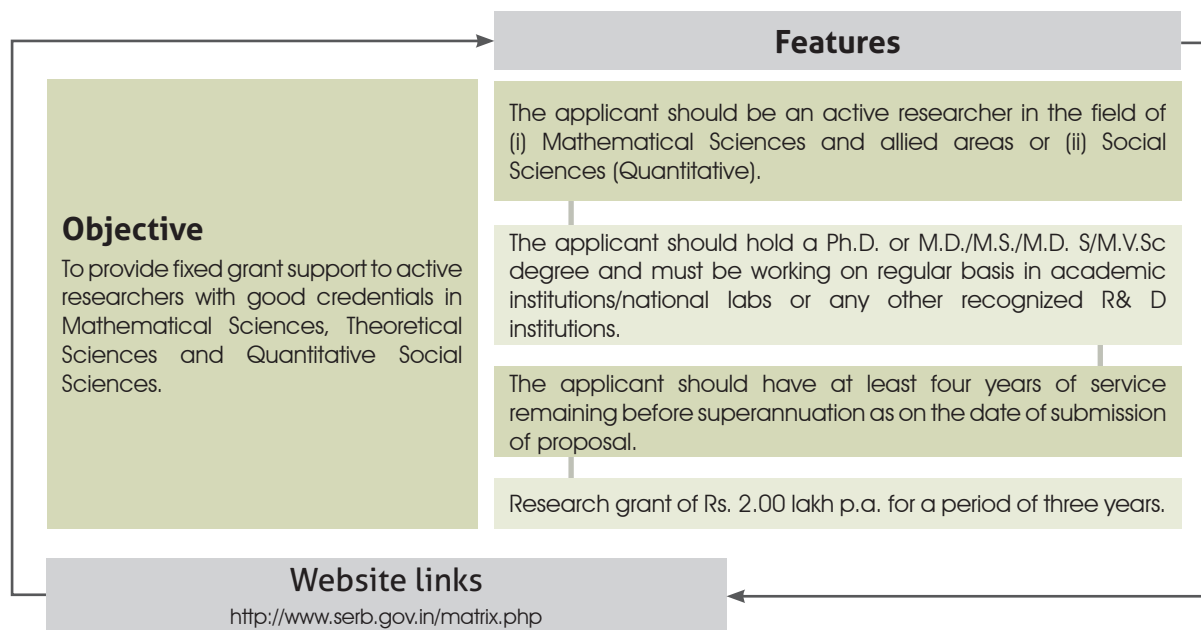 Features
The applicant should be an active researcher in the field of
(i) Mathematical Sciences and allied areas or (ii) Social
Sciences (Quantitative).
Objective
To provide fixed grant support to active
researchers with good credentials in
Mathematical Sciences, Theoretical
Sciences and Quantitative Social
Sciences.
The applicant should hold a Ph.D. or M.D./M.S./M.D. S/M.V.Sc
degree and must be working on regular basis in academic
institutions/national labs or any other recognized R& D
institutions.
The applicant should have at least four years of service
remaining before superannuation as on the date of submission
of proposal.
Research grant of Rs. 2.00 lakh p.a. for a period of three years.
Website links
http://www.serb.gov.in/matrix.php